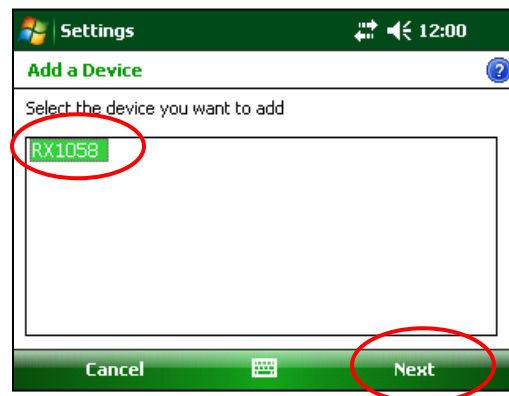 Settings 12:00
Add a Device ?
Select the device you want to add
RX1058
Cancel Next